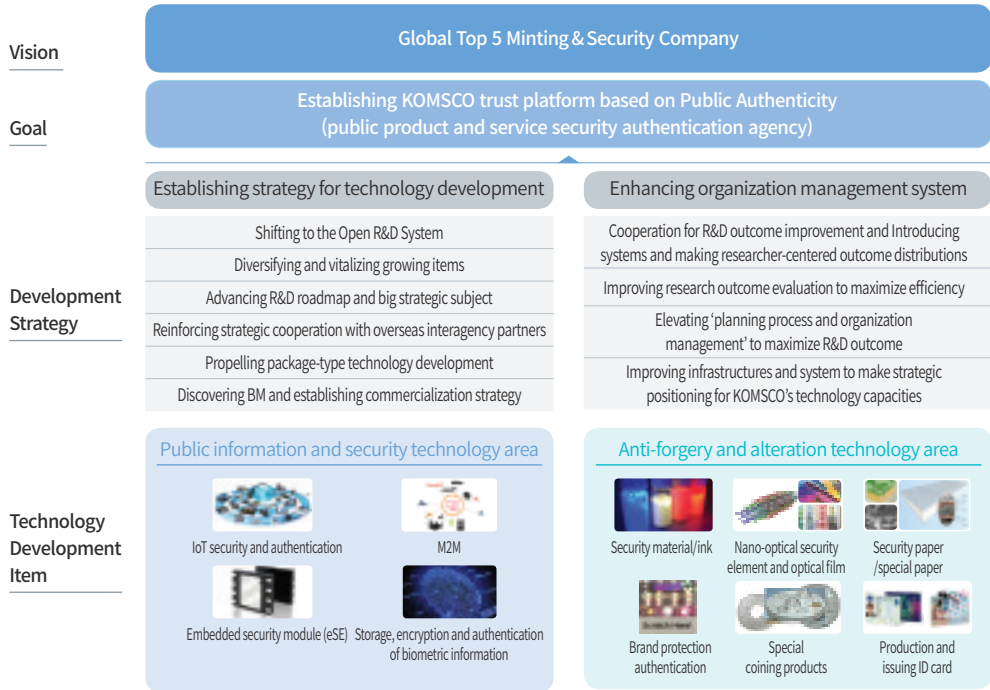 Vision
Global Top 5 Minting & Security Company
Goal
Establishing KOMSCO trust platform based on Public Authenticity
(public product and service security authentication agency)
Development
Strategy
Establishing strategy for technology development
Shifting to the Open R&D System
Diversifying and vitalizing growing items
Advancing R&D roadmap and big strategic subject
Reinforcing strategic cooperation with overseas interagency partners
Propelling package-type technology development
Discovering BM and establishing commercialization strategy
Enhancing organization management system
Cooperation for R&D outcome improvement and Introducing
systems and making researcher-centered outcome distributions
Improving research outcome evaluation to maximize efficiency
Elevating ‘planning process and organization
management’ to maximize R&D outcome
Improving infrastructures and system to make strategic
positioning for KOMSCO’s technology capacities
Technology
Development
Item
Public information and security technology area
IoT security and authentication
M2M
Embedded security module (eSE)
Storage, encryption and authentication
of biometric information
Anti-forgery and alteration technology area
Security material/ink
Nano-optical security
element and optical film
Security paper
/special paper
Brand protection
authentication
Special
coining products
Production and
issuing ID card